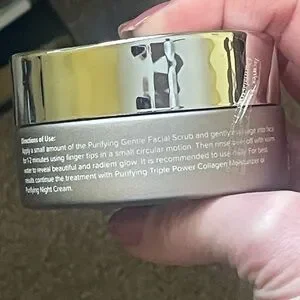 Directions of Use:
Apply a small amount of the Purifying Gentle Facial Scrub and gently massage into face
for 1-2 minutes using finger tips in a small circular motion. Then rinse off with warm
water to reveal beautiful and radiant glow. It is recommended to use daily. For best
results continue the treatment with Purifying Triple Power Collagen Moisturizer or
Purifying Night Cream.